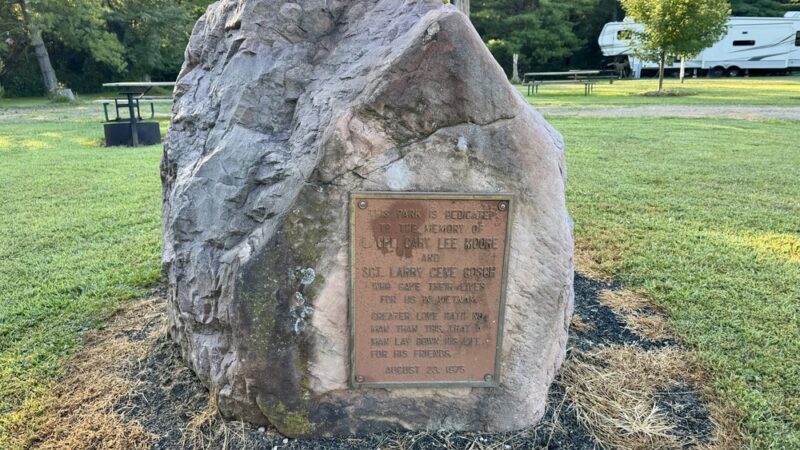 THIS PARK IS DEDICATED
TO THE MEMORY OF
L/CPL. GARY LEE MOORE
AND
SGT. LARRY GENE GOSCH
WHO GAVE THEIR LIVES
FOR US IN VIETNAM.
GREATER LOVE HATH NO
MAN THAN THIS, THAT A
MAN LAY DOWN HIS LIFE
FOR HIS FRIENDS.
AUGUST 23, 1975